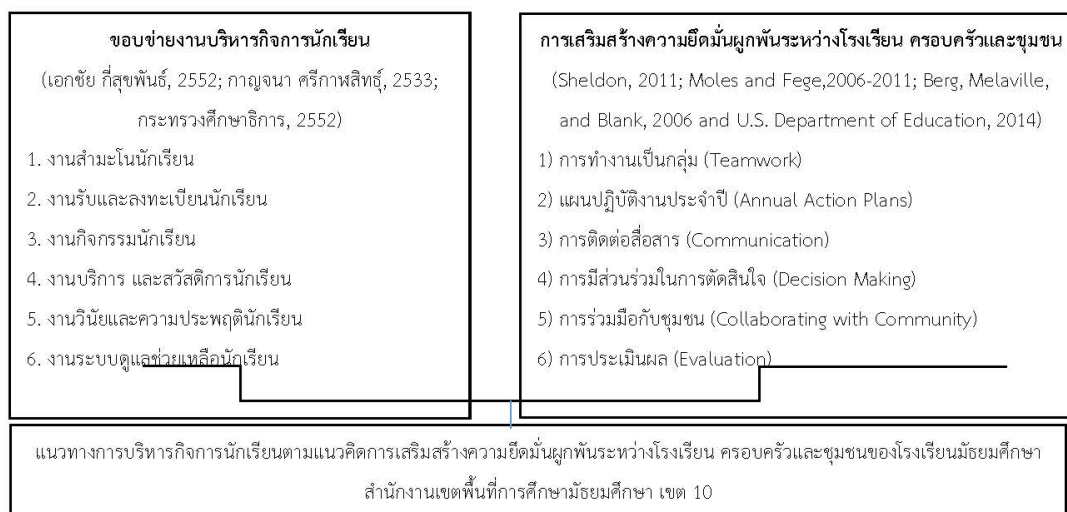 ขอบข่ายงานบริหารกิจการนักเรียน
(เอกชัย กี่สุขพันธ์, 2552; กาญจนา ศรีกาฬสิทธุ์, 2533;
กระทรวงศึกษาธิการ, 2552)
1. งานสำมะโนนักเรียน
2. งานรับและลงทะเบียนนักเรียน
3. งานกิจกรรมนักเรียน
4. งานบริการ และสวัสดิการนักเรียน
5. งานวินัยและความประพฤตินักเรียน
6. งานระบบดูแลช่วยเหลือนักเรียน
การเสริมสร้างความยึดมั่นผูกพันระหว่างโรงเรียน ครอบครัวและชุมชน
(Sheldon, 2011; Moles and Fege,2006-2011; Berg, Melaville,
and Blank, 2006 and U.S. Department of Education, 2014)
1) การทำงานเป็นกลุ่ม (Teamwork)
2) แผนปฏิบัติงานประจำปี (Annual Action Plans)
3) การติดต่อสื่อสาร (Communication)
4) การมีส่วนร่วมในการตัดสินใจ (Decision Making)
5) การร่วมมือกับชุมชน (Collaborating with Community)
6) การประเมินผล (Evaluation)
แนวทางการบริหารกิจการนักเรียนตามแนวคิดการเสริมสร้างความยึดมั่นผูกพันระหว่างโรงเรียน ครอบครัวและชุมชนของโรงเรียนมัธยมศึกษา
สำนักงานเขตพื้นที่การศึกษามัธยมศึกษา เขต 10